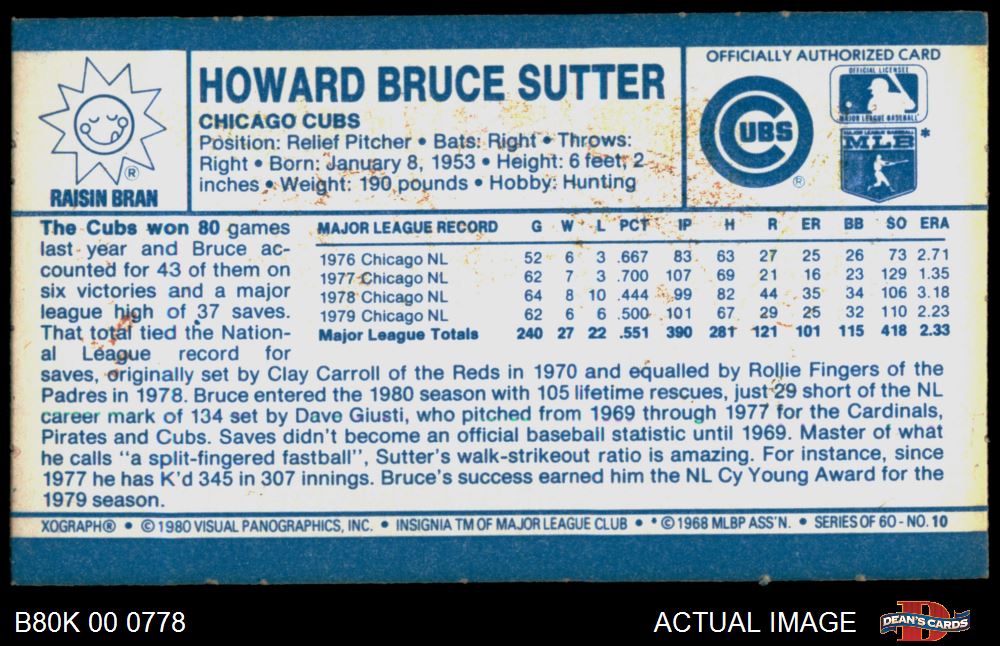 OFFICIALLY AUTHORIZED CARD
HOWARD BRUCE SUTTER
CHICAGO CUBS
Position: Relief Pitcher • Bats: Right • Throws:
Right • Born: January 8, 1953 • Height: 6 feet, 2
inches • Weight: 190 pounds • Hobby: Hunting
®
RAISIN BRAN
CUBS
®
OFFICIAL LICENSEE
MAJOR LEAGUE BASEBALL
MAJOR LEAGUE BASEBALL
MLB
*
The Cubs won 80 games
last year and Bruce ac-
counted for 43 of them on
six victories and a major
league high of 37 saves.
That total tied the Nation-
al League record for
MAJOR LEAGUE RECORD G W L PCT IP H R ER BB SO ERA
1976 Chicago NL 52 6 3 .667 83 63 27 25 26 73 2.71
1977 Chicago NL 62 7 3 .700 107 69 21 16 23 129 1.35
1978 Chicago NL 64 8 10 .444 99 82 44 35 34 106 3.18
1979 Chicago NL 62 6 6 .500 101 67 29 25 32 110 2.23
Major League Totals 240 27 22 .551 390 281 121 101 115 418 2.33
saves, originally set by Clay Carroll of the Reds in 1970 and equalled by Rollie Fingers of the
Padres in 1978. Bruce entered the 1980 season with 105 lifetime rescues, just 29 short of the NL
career mark of 134 set by Dave Giusti, who pitched from 1969 through 1977 for the Cardinals,
Pirates and Cubs. Saves didn't become an official baseball statistic until 1969. Master of what
he calls "a split-fingered fastball", Sutter's walk-strikeout ratio is amazing. For instance, since
1977 he has K'd 345 in 307 innings. Bruce's success earned him the NL Cy Young Award for the
1979 season.
XOGRAPH® • © 1980 VISUAL PANOGRAPHICS, INC. • INSIGNIA TM OF MAJOR LEAGUE CLUB • * © 1968 MLBP ASS'N. • SERIES OF 60 - NO. 10
B80K 00 0778
ACTUAL IMAGE
D
DEAN'S CARDS